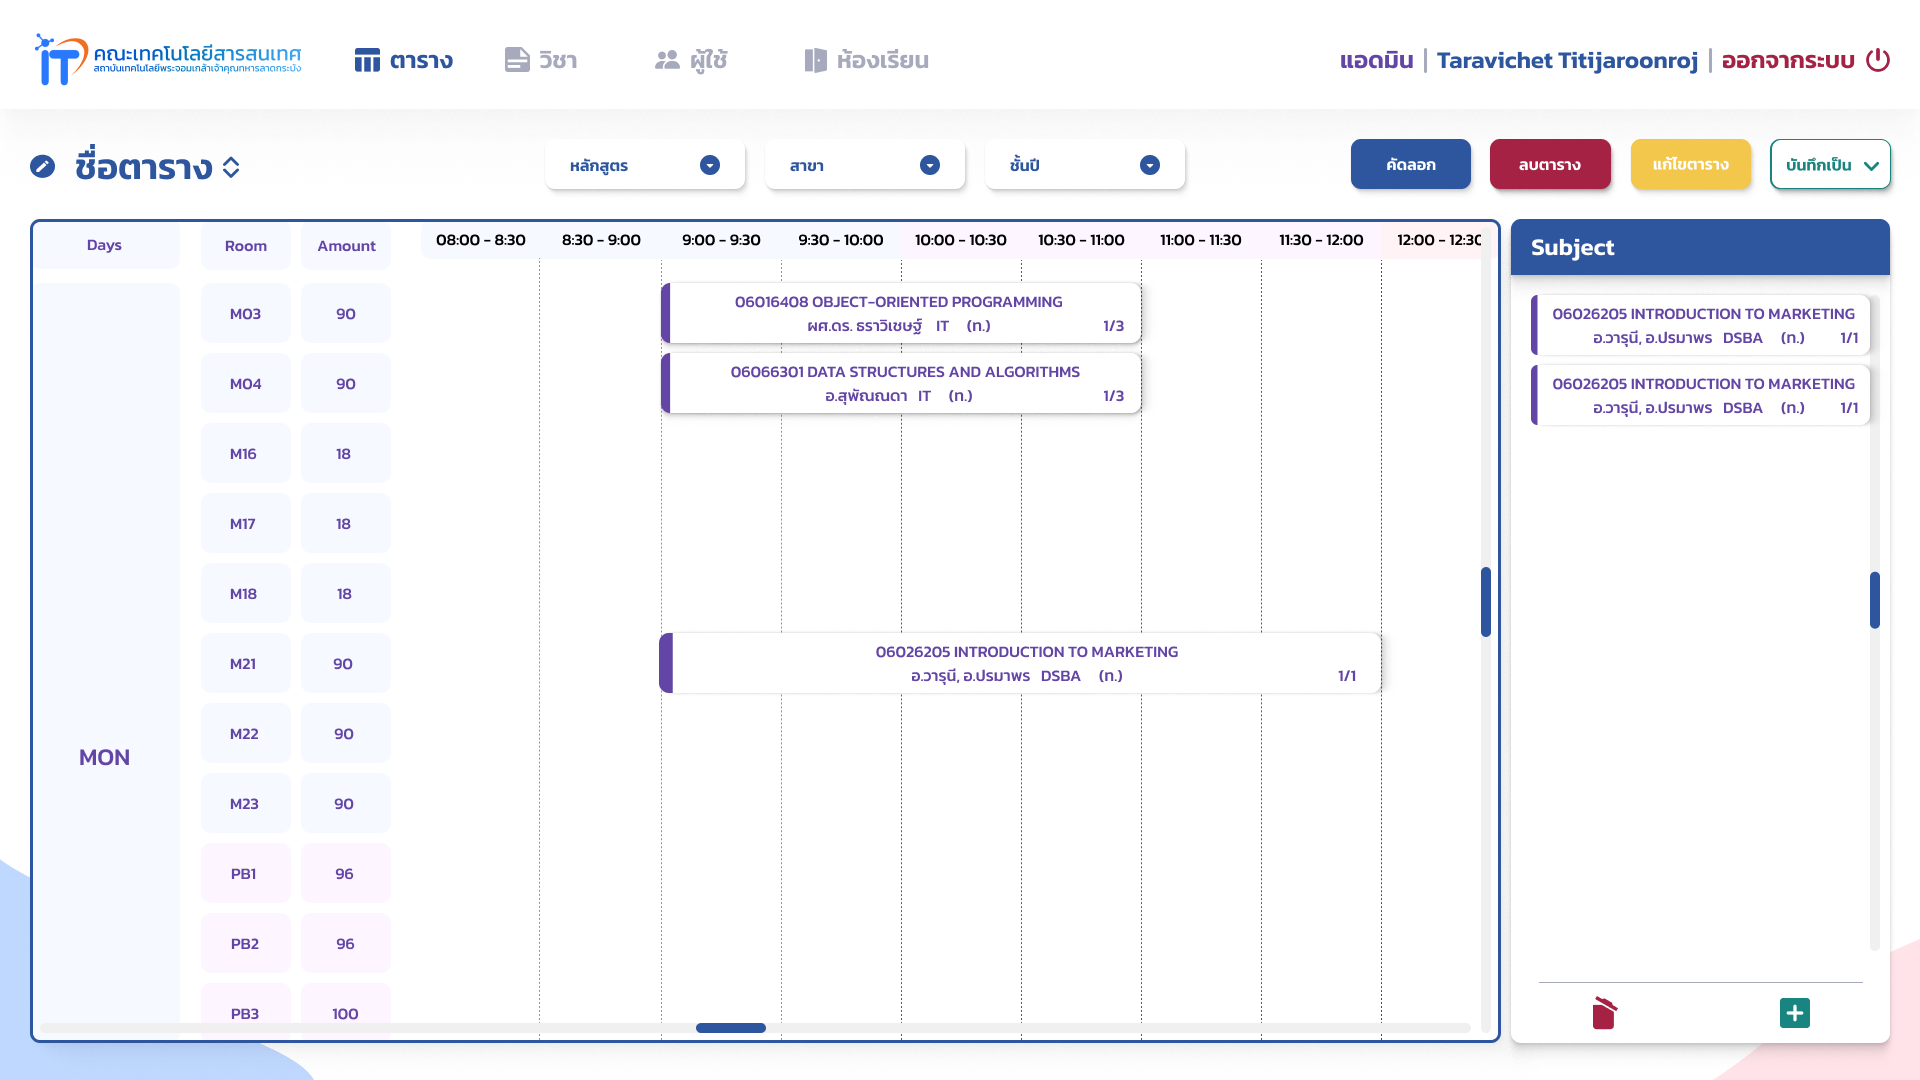 iT คณะเทคโนโลยีสารสนเทศ
สถาบันเทคโนโลยีพระจอมเกล้าเจ้าคุณทหารลาดกระบัง
ตาราง วิชา ผู้ใช้ ห้องเรียน
แอดมิน | Taravichet Titijaroonroj | ออกจากระบบ
ชื่อตาราง
หลักสูตร สาขา ชั้นปี
คัดลอก ลบตาราง แก้ไขตาราง บันทึกเป็น
Days Room Amount
08:00 - 8:30 8:30 - 9:00 9:00 - 9:30 9:30 - 10:00 10:00 - 10:30 10:30 - 11:00 11:00 - 11:30 11:30 - 12:00 12:00 - 12:30
MON
M03 90
06016408 OBJECT-ORIENTED PROGRAMMING
ผศ.ดร. ธราวิเชษฐ์ IT (ท.) 1/3
M04 90
06066301 DATA STRUCTURES AND ALGORITHMS
อ.สุพัณณดา IT (ท.) 1/3
M16 18
M17 18
M18 18
M21 90
06026205 INTRODUCTION TO MARKETING
อ.วารุนี, อ.ปรมาพร DSBA (ท.) 1/1
M22 90
M23 90
PB1 96
PB2 96
PB3 100
Subject
06026205 INTRODUCTION TO MARKETING
อ.วารุนี, อ.ปรมาพร DSBA (ท.) 1/1
06026205 INTRODUCTION TO MARKETING
อ.วารุนี, อ.ปรมาพร DSBA (ท.) 1/1